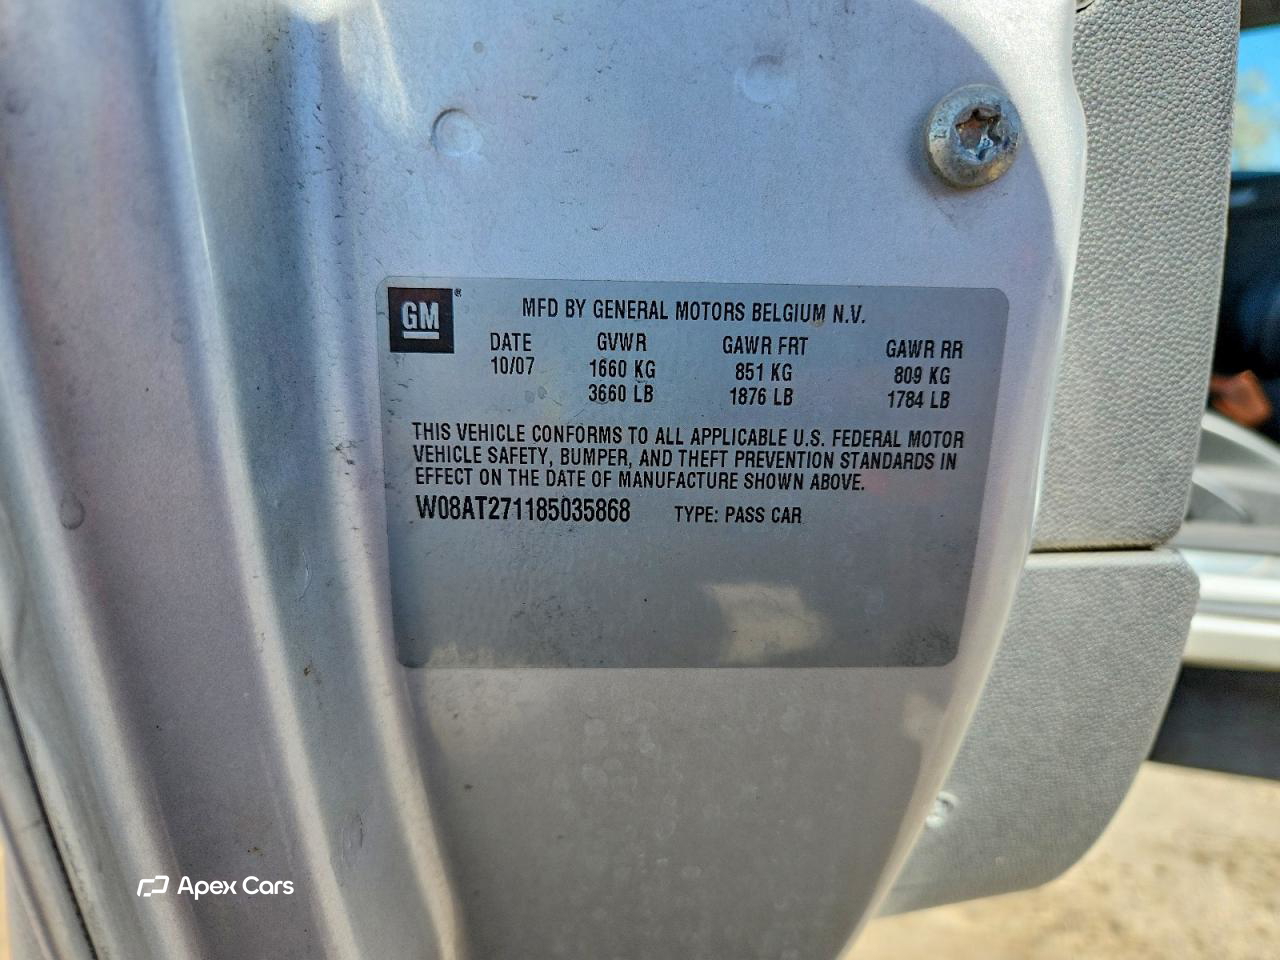 GM®
MFD BY GENERAL MOTORS BELGIUM N.V.
DATE GVWR GAWR FRT GAWR RR
10/07 1660 KG 851 KG 809 KG
3660 LB 1876 LB 1784 LB
THIS VEHICLE CONFORMS TO ALL APPLICABLE U.S. FEDERAL MOTOR
VEHICLE SAFETY, BUMPER, AND THEFT PREVENTION STANDARDS IN
EFFECT ON THE DATE OF MANUFACTURE SHOWN ABOVE.
W08AT271185035868 TYPE: PASS CAR
Apex Cars